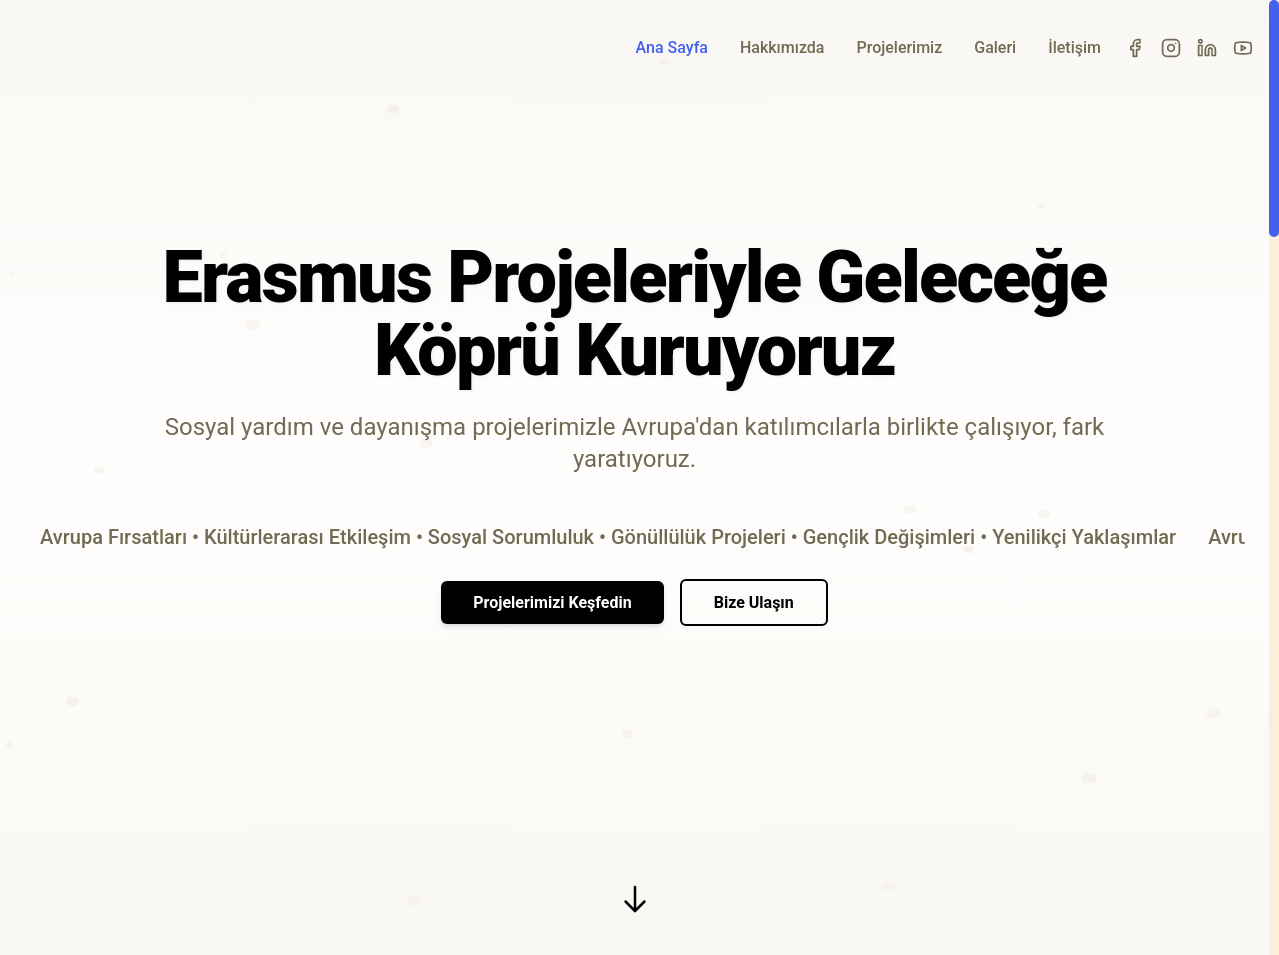 Ana Sayfa Hakkımızda Projelerimiz Galeri İletişim
Erasmus Projeleriyle Geleceğe
Köprü Kuruyoruz
Sosyal yardım ve dayanışma projelerimizle Avrupa'dan katılımcılarla birlikte çalışıyor, fark
yaratıyoruz.
Avrupa Fırsatları • Kültürlerarası Etkileşim • Sosyal Sorumluluk • Gönüllülük Projeleri • Gençlik Değişimleri • Yenilikçi Yaklaşımlar
Projelerimizi Keşfedin Bize Ulaşın